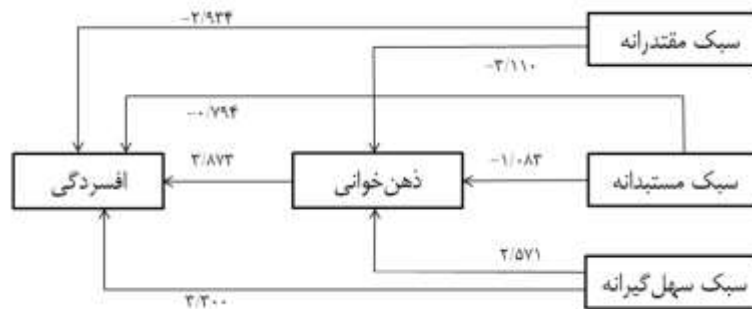 -۲/۹۳۴
سبک مقتدرانه
-۳/۱۱۰
-۰/۷۹۴
افسردگی
۳/۸۷۳
ذهن‌خوانی
-۱/۰۸۳
سبک مستبدانه
۲/۵۷۱
سبک سهل‌گیرانه
۳/۳۰۰